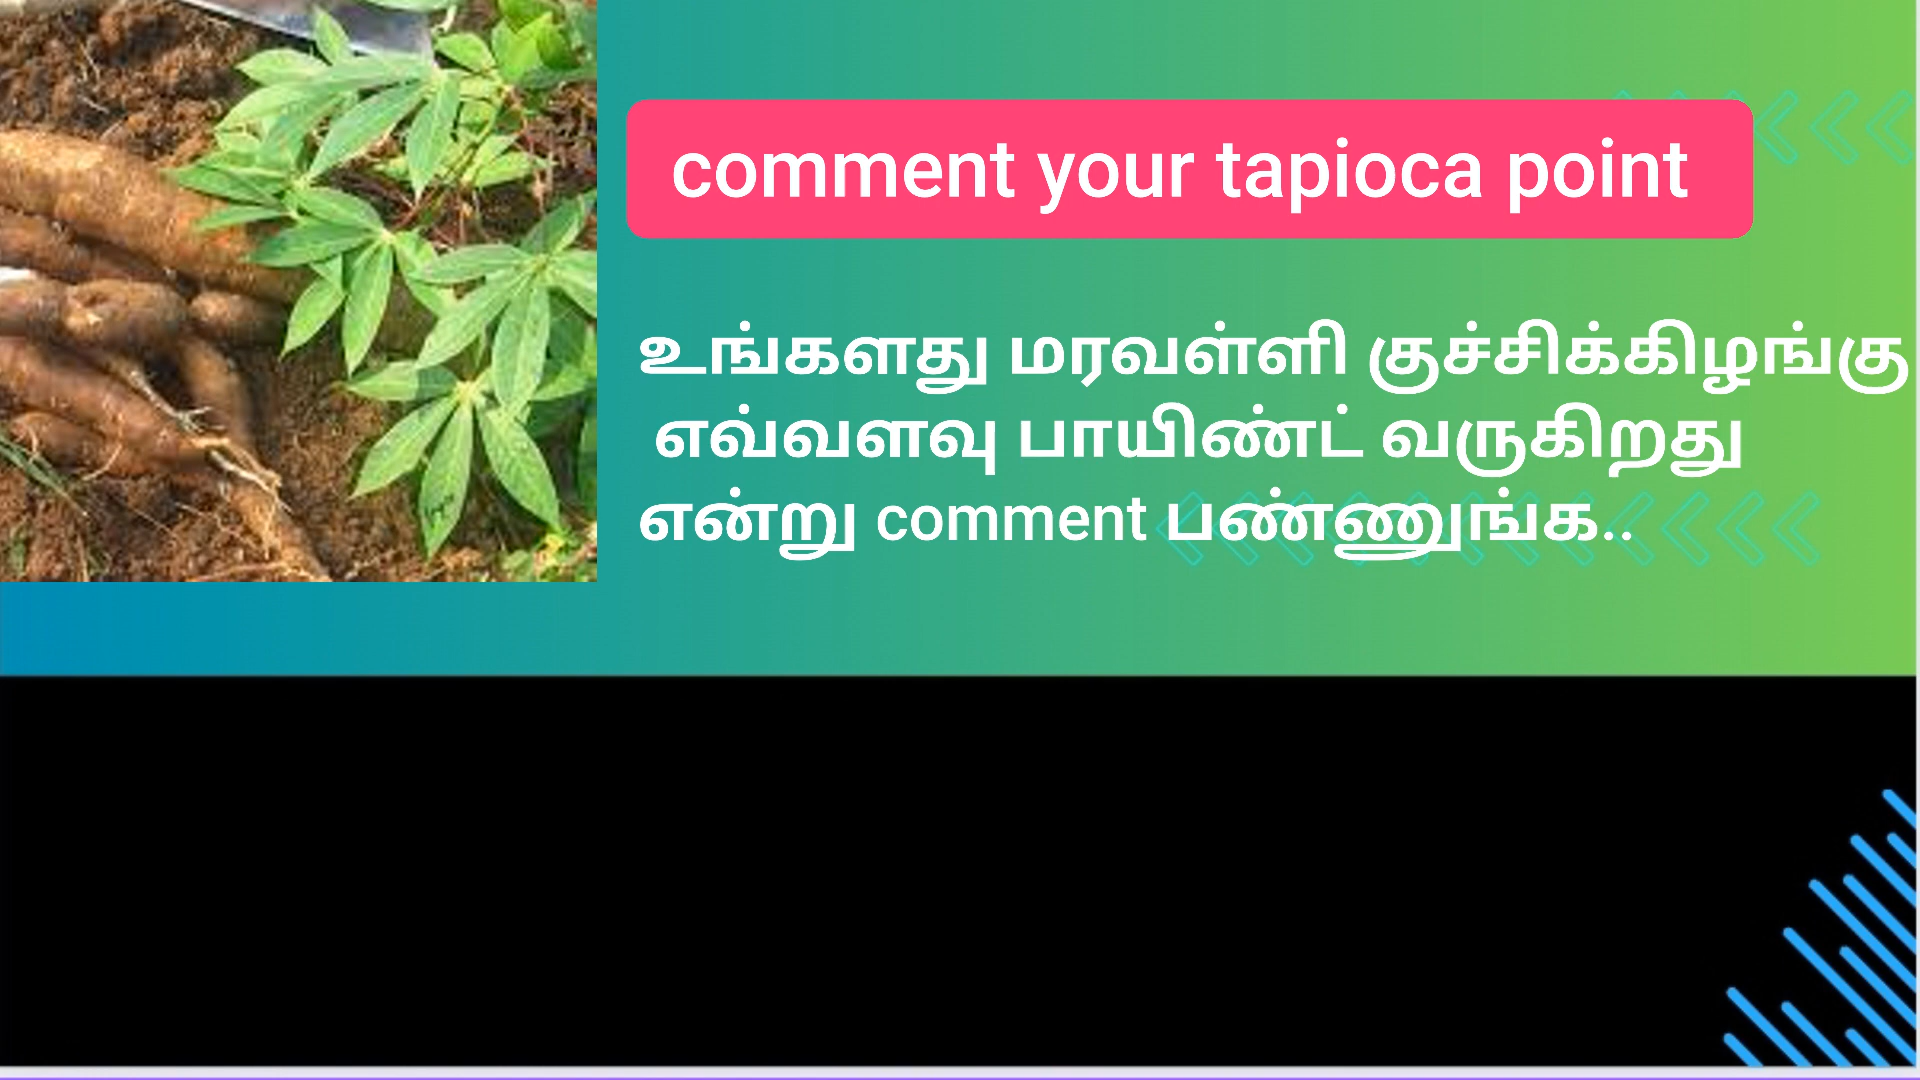 comment your tapioca point
உங்களது மரவள்ளி குச்சிக்கிழங்கு
எவ்வளவு பாயிண்ட் வருகிறது
என்று comment பண்ணுங்க..